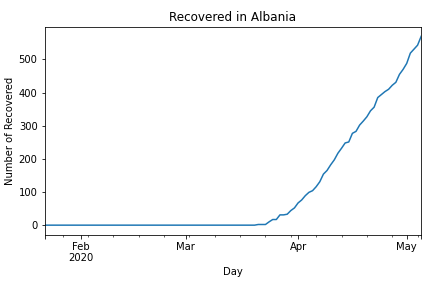 Recovered in Albania
Number of Recovered
500
400
300
200
100
0
Feb
2020
Mar
Apr
May
Day